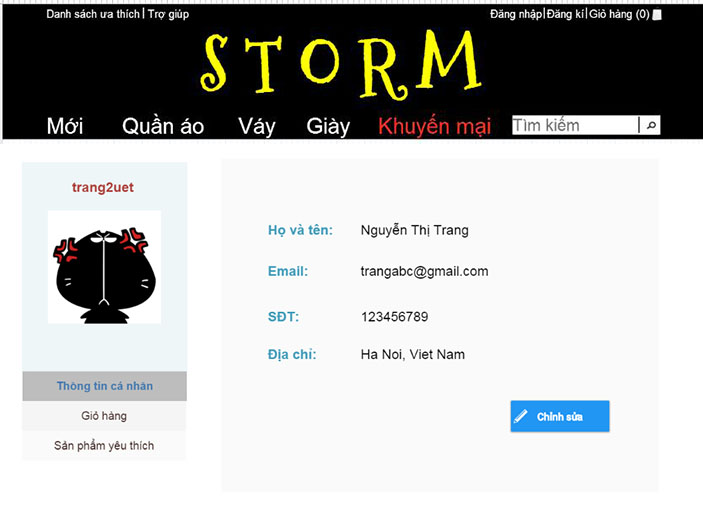 Danh sách ưa thích | Trợ giúp
Đăng nhập|Đăng kí|Giỏ hàng (0)
STORM
Mới Quần áo Váy Giày Khuyến mại Tìm kiếm
trang2uet
Thông tin cá nhân
Giỏ hàng
Sản phẩm yêu thích
Họ và tên: Nguyễn Thị Trang
Email: trangabc@gmail.com
SĐT: 123456789
Địa chỉ: Ha Noi, Viet Nam
Chỉnh sửa